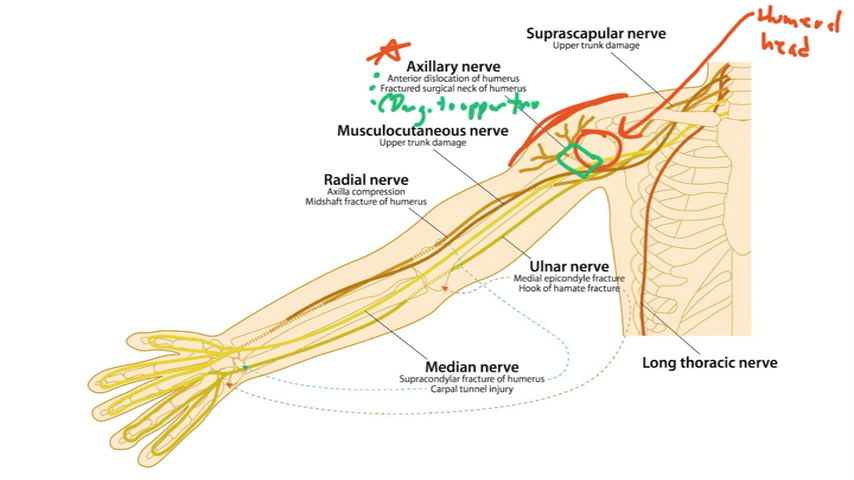 Humeral
head
Suprascapular nerve
Upper trunk damage
Axillary nerve
Anterior dislocation of humerus
Fractured surgical neck of humerus
to upper
Musculocutaneous nerve
Upper trunk damage
Radial nerve
Axilla compression
Midshaft fracture of humerus
Ulnar nerve
Medial epicondyle fracture
Hook of hamate fracture
Median nerve
Supracondylar fracture of humerus
Carpal tunnel injury
Long thoracic nerve